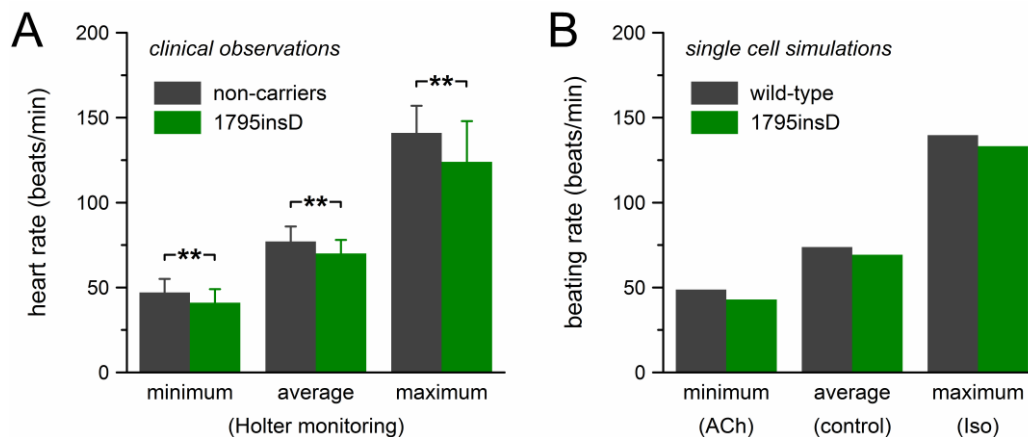 A
clinical observations
non-carriers
1795insD
heart rate (beats/min)
200
150
100
50
0
**
**
**
minimum average maximum
(Holter monitoring)
B
single cell simulations
wild-type
1795insD
beating rate (beats/min)
200
150
100
50
0
minimum average maximum
(ACh) (control) (Iso)